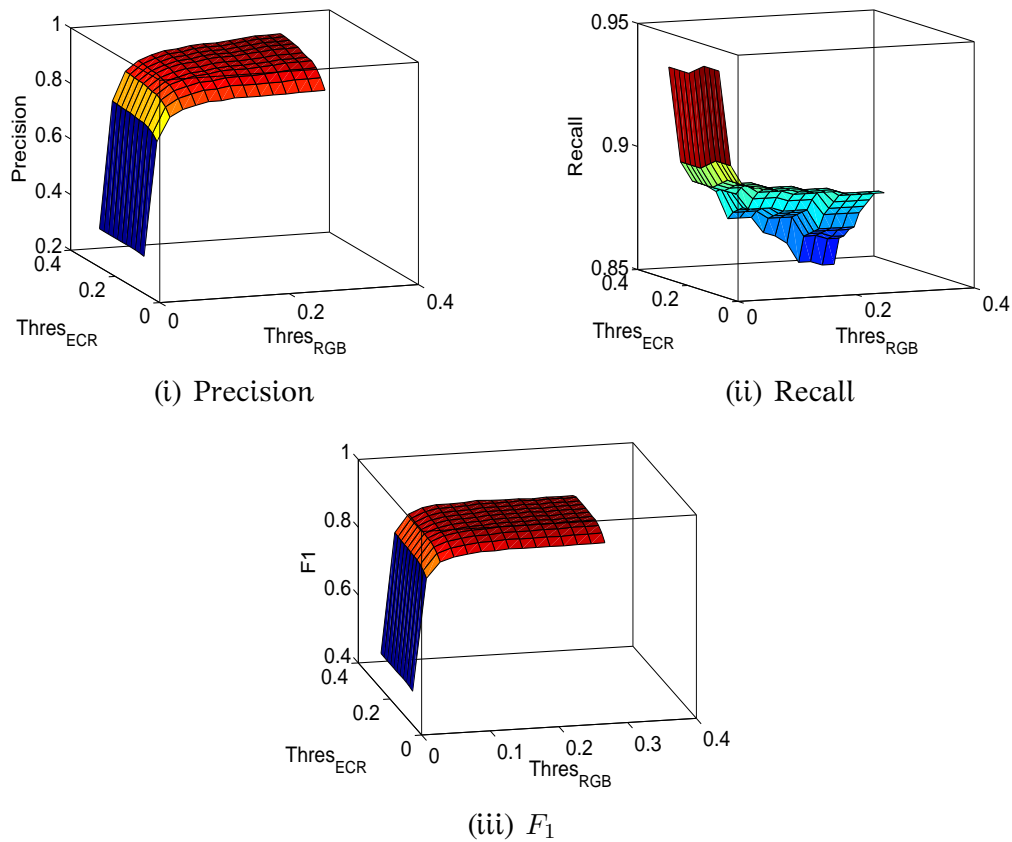 1
0.8
0.6
0.4
0.2
Precision
0.4
0.2
0
Thres_ECR
0
0.2
0.4
Thres_RGB
(i) Precision
0.95
0.9
0.85
Recall
0.4
0.2
0
Thres_ECR
0
0.2
0.4
Thres_RGB
(ii) Recall
1
0.8
0.6
0.4
F1
0.4
0.2
0
Thres_ECR
0
0.1
0.2
0.3
0.4
Thres_RGB
(iii) F₁